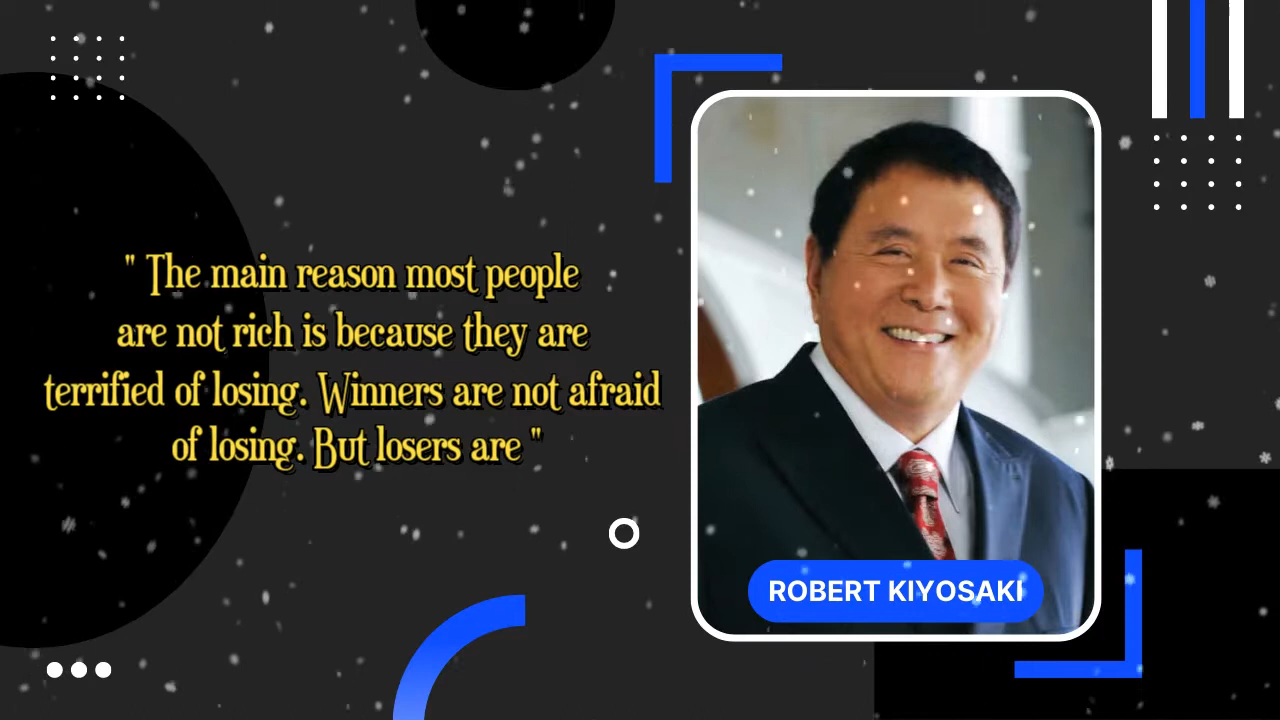 " The main reason most people
are not rich is because they are
terrified of losing. Winners are not afraid
of losing. But losers are "
ROBERT KIYOSAKI